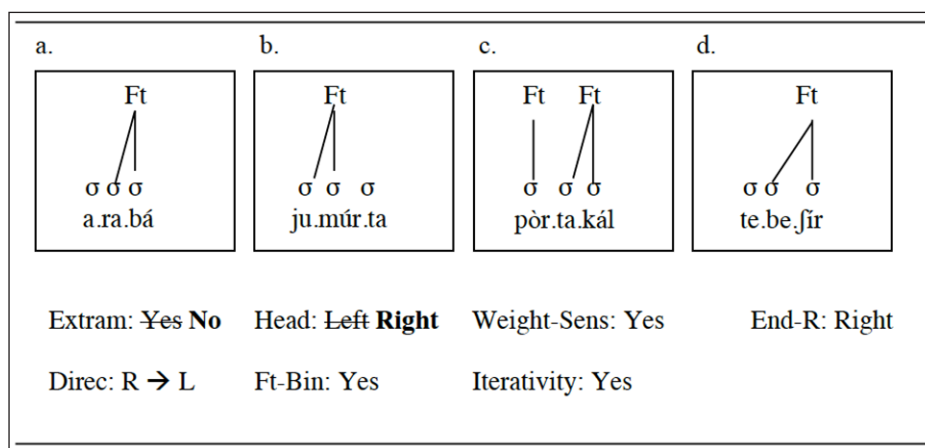 a. b. c. d.
Ft Ft Ft Ft Ft
σ σ σ σ σ σ σ σ σ σ σ σ
a.ra.bá ju.múr.ta pòr.ta.kál te.be.ʃír
Extram: Yes No Head: Left Right Weight-Sens: Yes End-R: Right
Direc: R → L Ft-Bin: Yes Iterativity: Yes